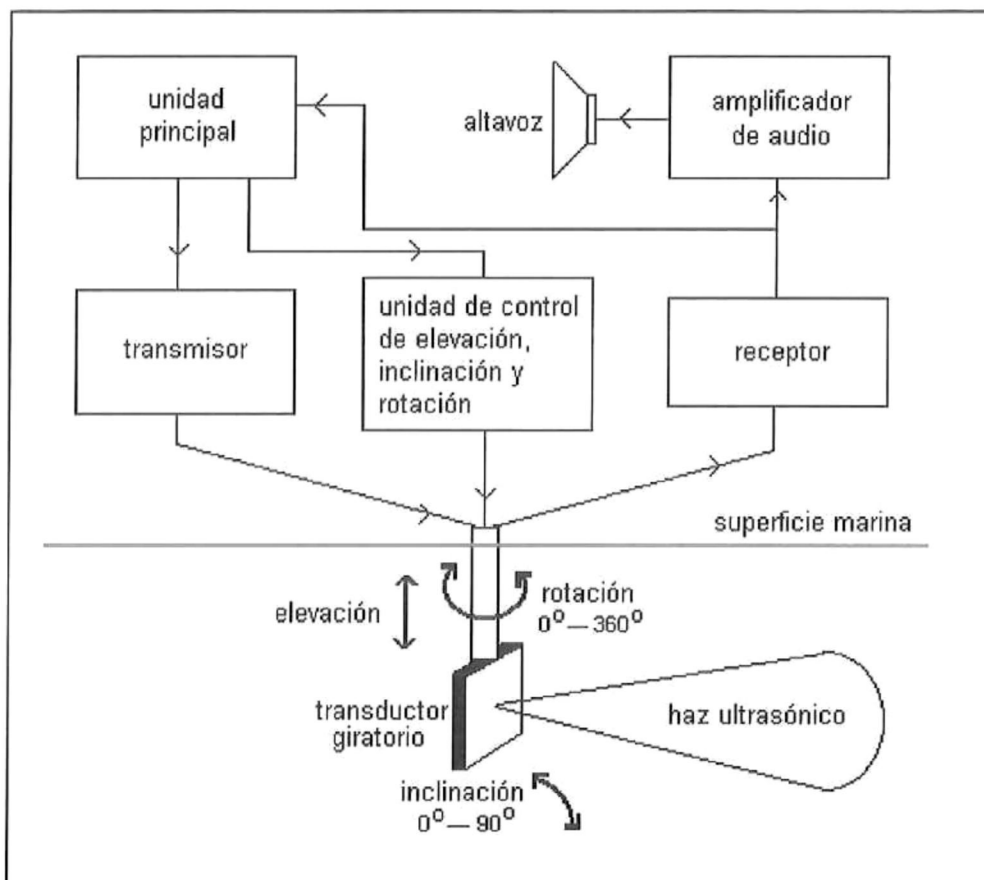 unidad
principal
altavoz
amplificador
de audio
transmisor
unidad de control
de elevación,
inclinación y
rotación
receptor
superficie marina
elevación
rotación
0º—360º
transductor
giratorio
haz ultrasónico
inclinación
0º—90º